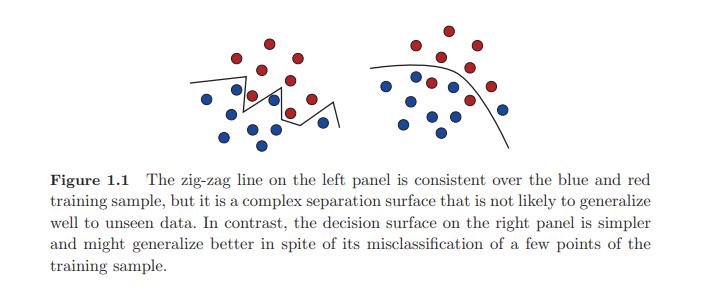 Figure 1.1 The zig-zag line on the left panel is consistent over the blue and red
training sample, but it is a complex separation surface that is not likely to generalize
well to unseen data. In contrast, the decision surface on the right panel is simpler
and might generalize better in spite of its misclassification of a few points of the
training sample.